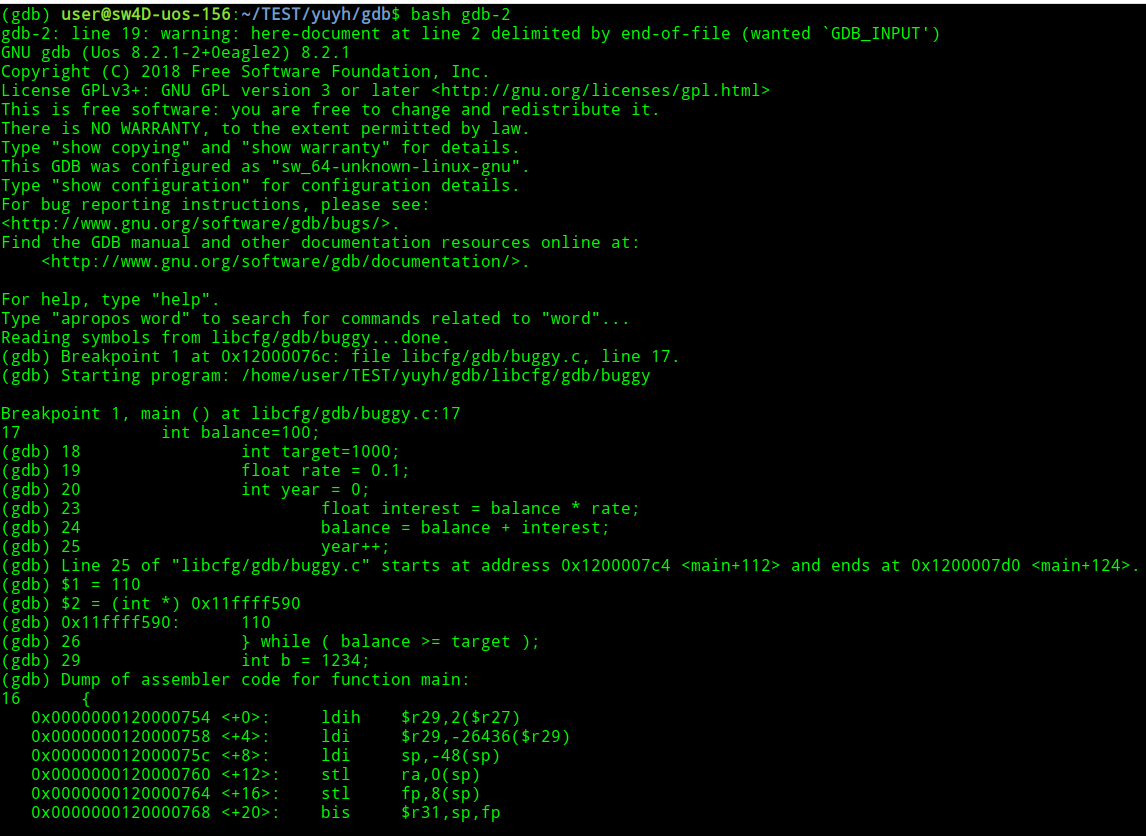 (gdb) user@sw4D-uos-156:~/TEST/yuyh/gdb$ bash gdb-2
gdb-2: line 19: warning: here-document at line 2 delimited by end-of-file (wanted `GDB_INPUT')
GNU gdb (Uos 8.2.1-2+0eagle2) 8.2.1
Copyright (C) 2018 Free Software Foundation, Inc.
License GPLv3+: GNU GPL version 3 or later <http://gnu.org/licenses/gpl.html>
This is free software: you are free to change and redistribute it.
There is NO WARRANTY, to the extent permitted by law.
Type "show copying" and "show warranty" for details.
This GDB was configured as "sw_64-unknown-linux-gnu".
Type "show configuration" for configuration details.
For bug reporting instructions, please see:
<http://www.gnu.org/software/gdb/bugs/>.
Find the GDB manual and other documentation resources online at:
    <http://www.gnu.org/software/gdb/documentation/>.

For help, type "help".
Type "apropos word" to search for commands related to "word"...
Reading symbols from libcfg/gdb/buggy...done.
(gdb) Breakpoint 1 at 0x12000076c: file libcfg/gdb/buggy.c, line 17.
(gdb) Starting program: /home/user/TEST/yuyh/gdb/libcfg/gdb/buggy

Breakpoint 1, main () at libcfg/gdb/buggy.c:17
17              int balance=100;
(gdb) 18                int target=1000;
(gdb) 19                float rate = 0.1;
(gdb) 20                int year = 0;
(gdb) 23                        float interest = balance * rate;
(gdb) 24                        balance = balance + interest;
(gdb) 25                        year++;
(gdb) Line 25 of "libcfg/gdb/buggy.c" starts at address 0x1200007c4 <main+112> and ends at 0x1200007d0 <main+124>.
(gdb) $1 = 110
(gdb) $2 = (int *) 0x11ffff590
(gdb) 0x11ffff590:      110
(gdb) 26                } while ( balance >= target );
(gdb) 29                int b = 1234;
(gdb) Dump of assembler code for function main:
16      {
   0x0000000120000754 <+0>:     ldih    $r29,2($r27)
   0x0000000120000758 <+4>:     ldi     $r29,-26436($r29)
   0x000000012000075c <+8>:     ldi     sp,-48(sp)
   0x0000000120000760 <+12>:    stl     ra,0(sp)
   0x0000000120000764 <+16>:    stl     fp,8(sp)
   0x0000000120000768 <+20>:    bis     $r31,sp,fp